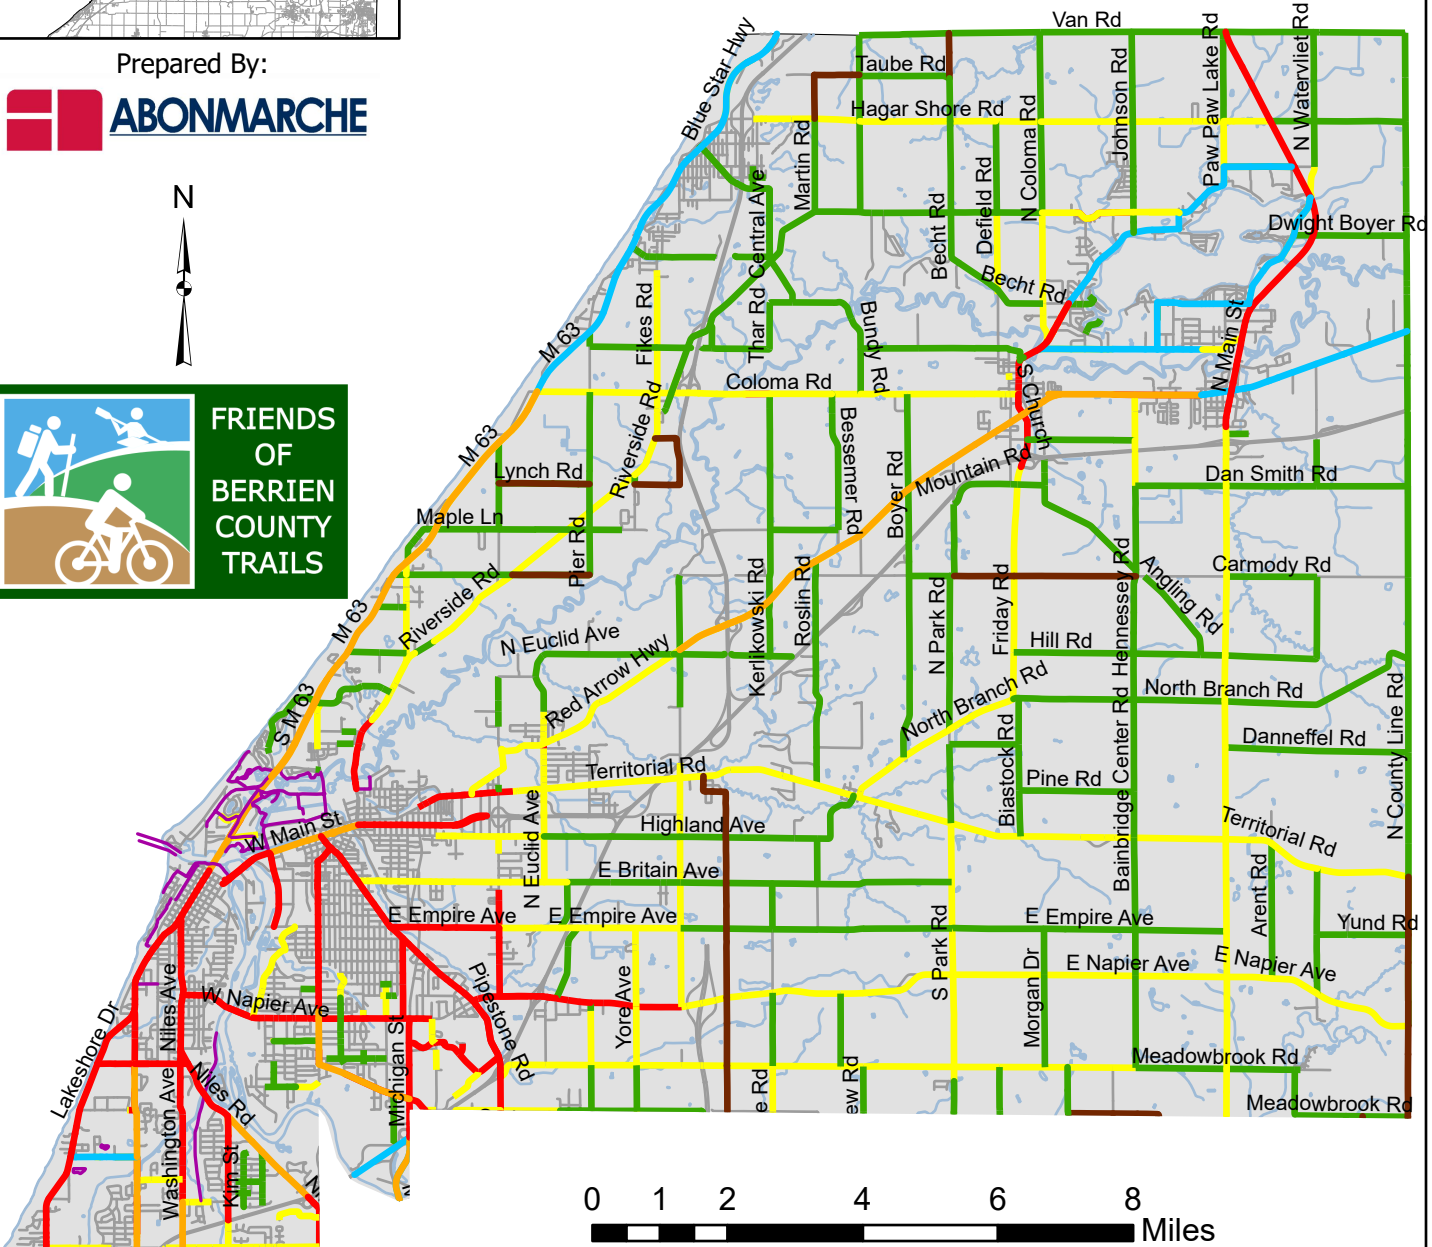 Prepared By:
ABONMARCHE
N
FRIENDS
OF
BERRIEN
COUNTY
TRAILS
Van Rd
Blue Star Hwy
Taube Rd
Hagar Shore Rd
Martin Rd
Central Ave
Thar Rd
Becht Rd
Defield Rd
N Coloma Rd
Johnson Rd
Paw Paw Lake Rd
N Watervliet Rd
Dwight Boyer Rd
Becht Rd
Fikes Rd
M 63
Bundy Rd
N Main St
Coloma Rd
S Church
M 63
Riverside Rd
Lynch Rd
Bessemer Rd
Boyer Rd
Mountain Rd
Dan Smith Rd
Maple Ln
Pier Rd
Carmody Rd
Angling Rd
M 63
Riverside Rd
N Euclid Ave
Red Arrow Hwy
Kerlikowski Rd
Roslin Rd
N Park Rd
Friday Rd
Hill Rd
Hennessey Rd
North Branch Rd
North Branch Rd
S M 63
Danneffel Rd
N County Line Rd
Territorial Rd
Biastock Rd
Pine Rd
Bainbridge Center Rd
W Main St
N Euclid Ave
Highland Ave
Territorial Rd
E Britain Ave
Arent Rd
E Empire Ave
E Empire Ave
E Empire Ave
Yund Rd
S Park Rd
Morgan Dr
E Napier Ave
E Napier Ave
Niles Ave
W Napier Ave
Pipestone Rd
Yore Ave
Lakeshore Dr
Michigan St
Niles Rd
Washington Ave
Kim St
Meadowbrook Rd
e Rd
ew Rd
Meadowbrook Rd
0 1 2 4 6 8
Miles